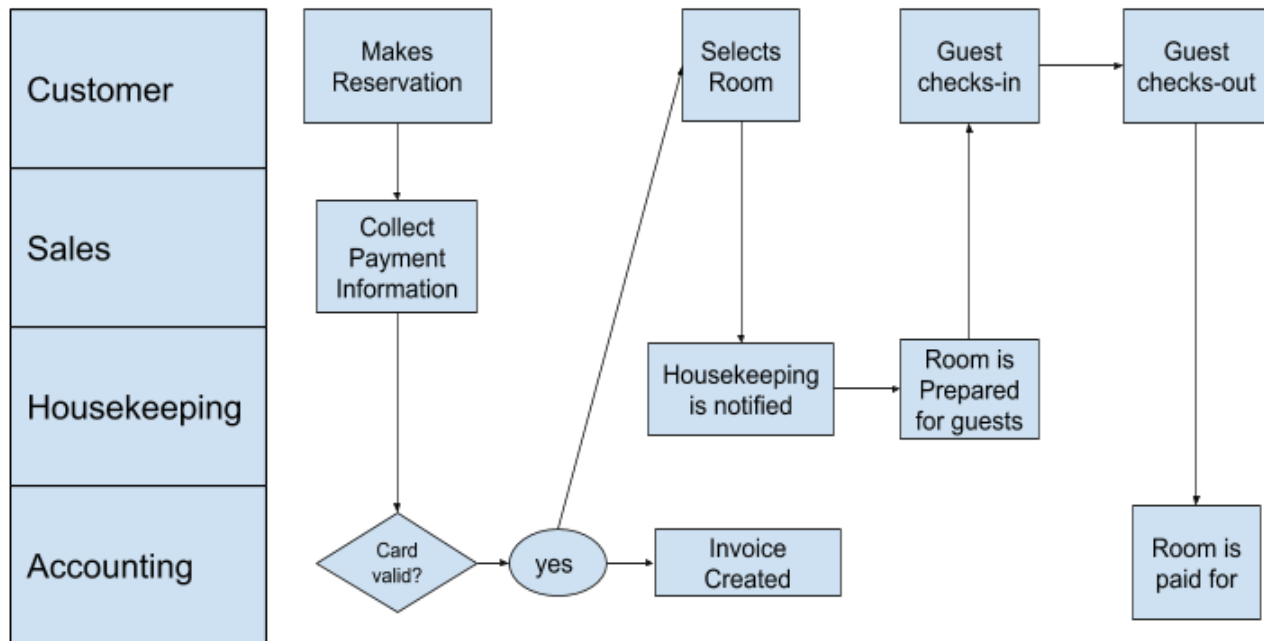 Customer
Makes
Reservation
Selects
Room
Guest
checks-in
Guest
checks-out
Sales
Collect
Payment
Information
Housekeeping
Housekeeping
is notified
Room is
Prepared
for guests
Accounting
Card
valid?
yes
Invoice
Created
Room is
paid for